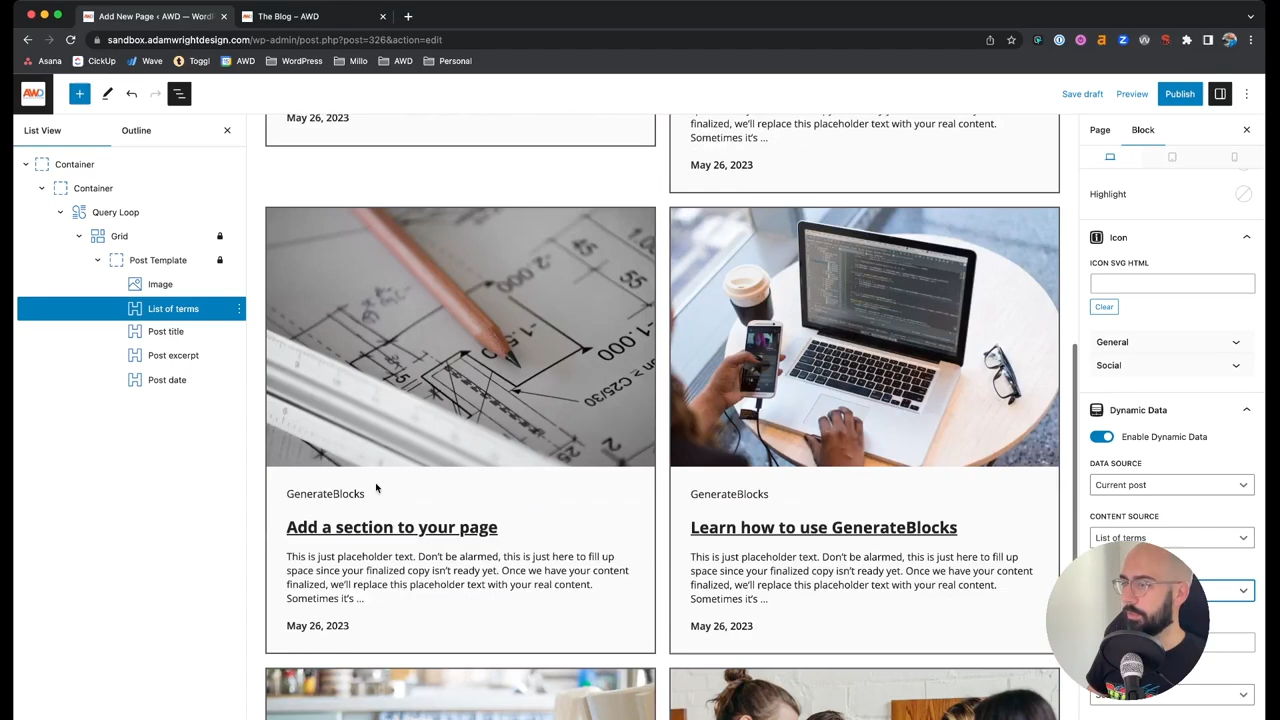 Add New Page ‹ AWD — WordP
The Blog – AWD
sandbox.adamwrightdesign.com/wp-admin/post.php?post=326&action=edit
Asana
ClickUp
Wave
Toggl
AWD
WordPress
Millo
AWD
Personal
AWD
Save draft
Preview
Publish
List View
Outline
Container
Container
Query Loop
Grid
Post Template
Image
List of terms
Post title
Post excerpt
Post date
May 26, 2023
finalized, we'll replace this placeholder text with your real content.
Sometimes it's ...
May 26, 2023
GenerateBlocks
Add a section to your page
This is just placeholder text. Don't be alarmed, this is just here to fill up
space since your finalized copy isn't ready yet. Once we have your content
finalized, we'll replace this placeholder text with your real content.
Sometimes it's ...
May 26, 2023
GenerateBlocks
Learn how to use GenerateBlocks
This is just placeholder text. Don't be alarmed, this is just here to fill up
space since your finalized copy isn't ready yet. Once we have your content
finalized, we'll replace this placeholder text with your real content.
Sometimes it's ...
May 26, 2023
Page
Block
Highlight
Icon
ICON SVG HTML
Clear
General
Social
Dynamic Data
Enable Dynamic Data
DATA SOURCE
Current post
CONTENT SOURCE
List of terms